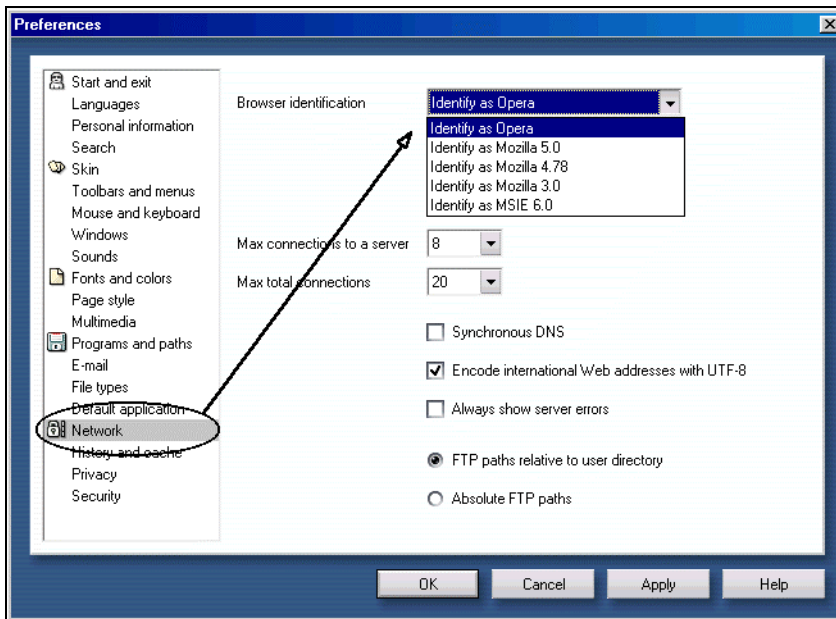 Preferences
Start and exit
Languages
Personal information
Search
Skin
Toolbars and menus
Mouse and keyboard
Windows
Sounds
Fonts and colors
Page style
Multimedia
Programs and paths
E-mail
File types
Default application
Network
History and cache
Privacy
Security
Browser identification
Identify as Opera
Identify as Opera
Identify as Mozilla 5.0
Identify as Mozilla 4.78
Identify as Mozilla 3.0
Identify as MSIE 6.0
Max connections to a server 8
Max total connections 20
Synchronous DNS
Encode international Web addresses with UTF-8
Always show server errors
FTP paths relative to user directory
Absolute FTP paths
OK Cancel Apply Help